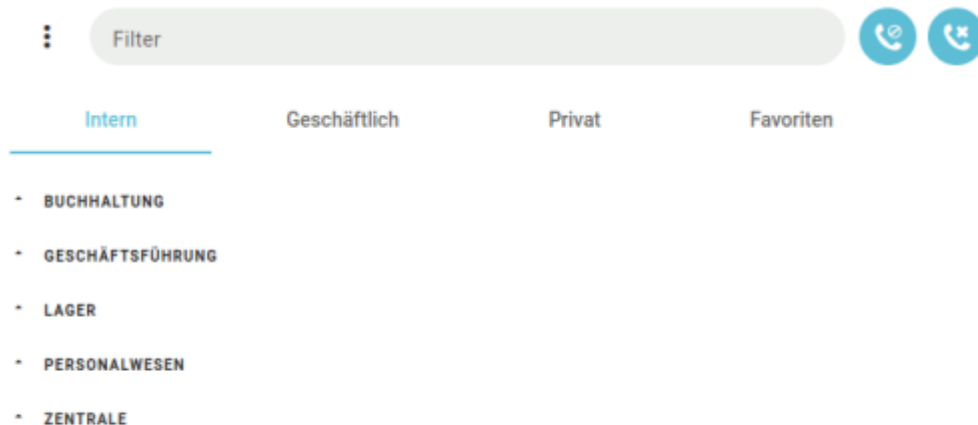 Filter
Intern Geschäftlich Privat Favoriten
BUCHHALTUNG
GESCHÄFTSFÜHRUNG
LAGER
PERSONALWESEN
ZENTRALE